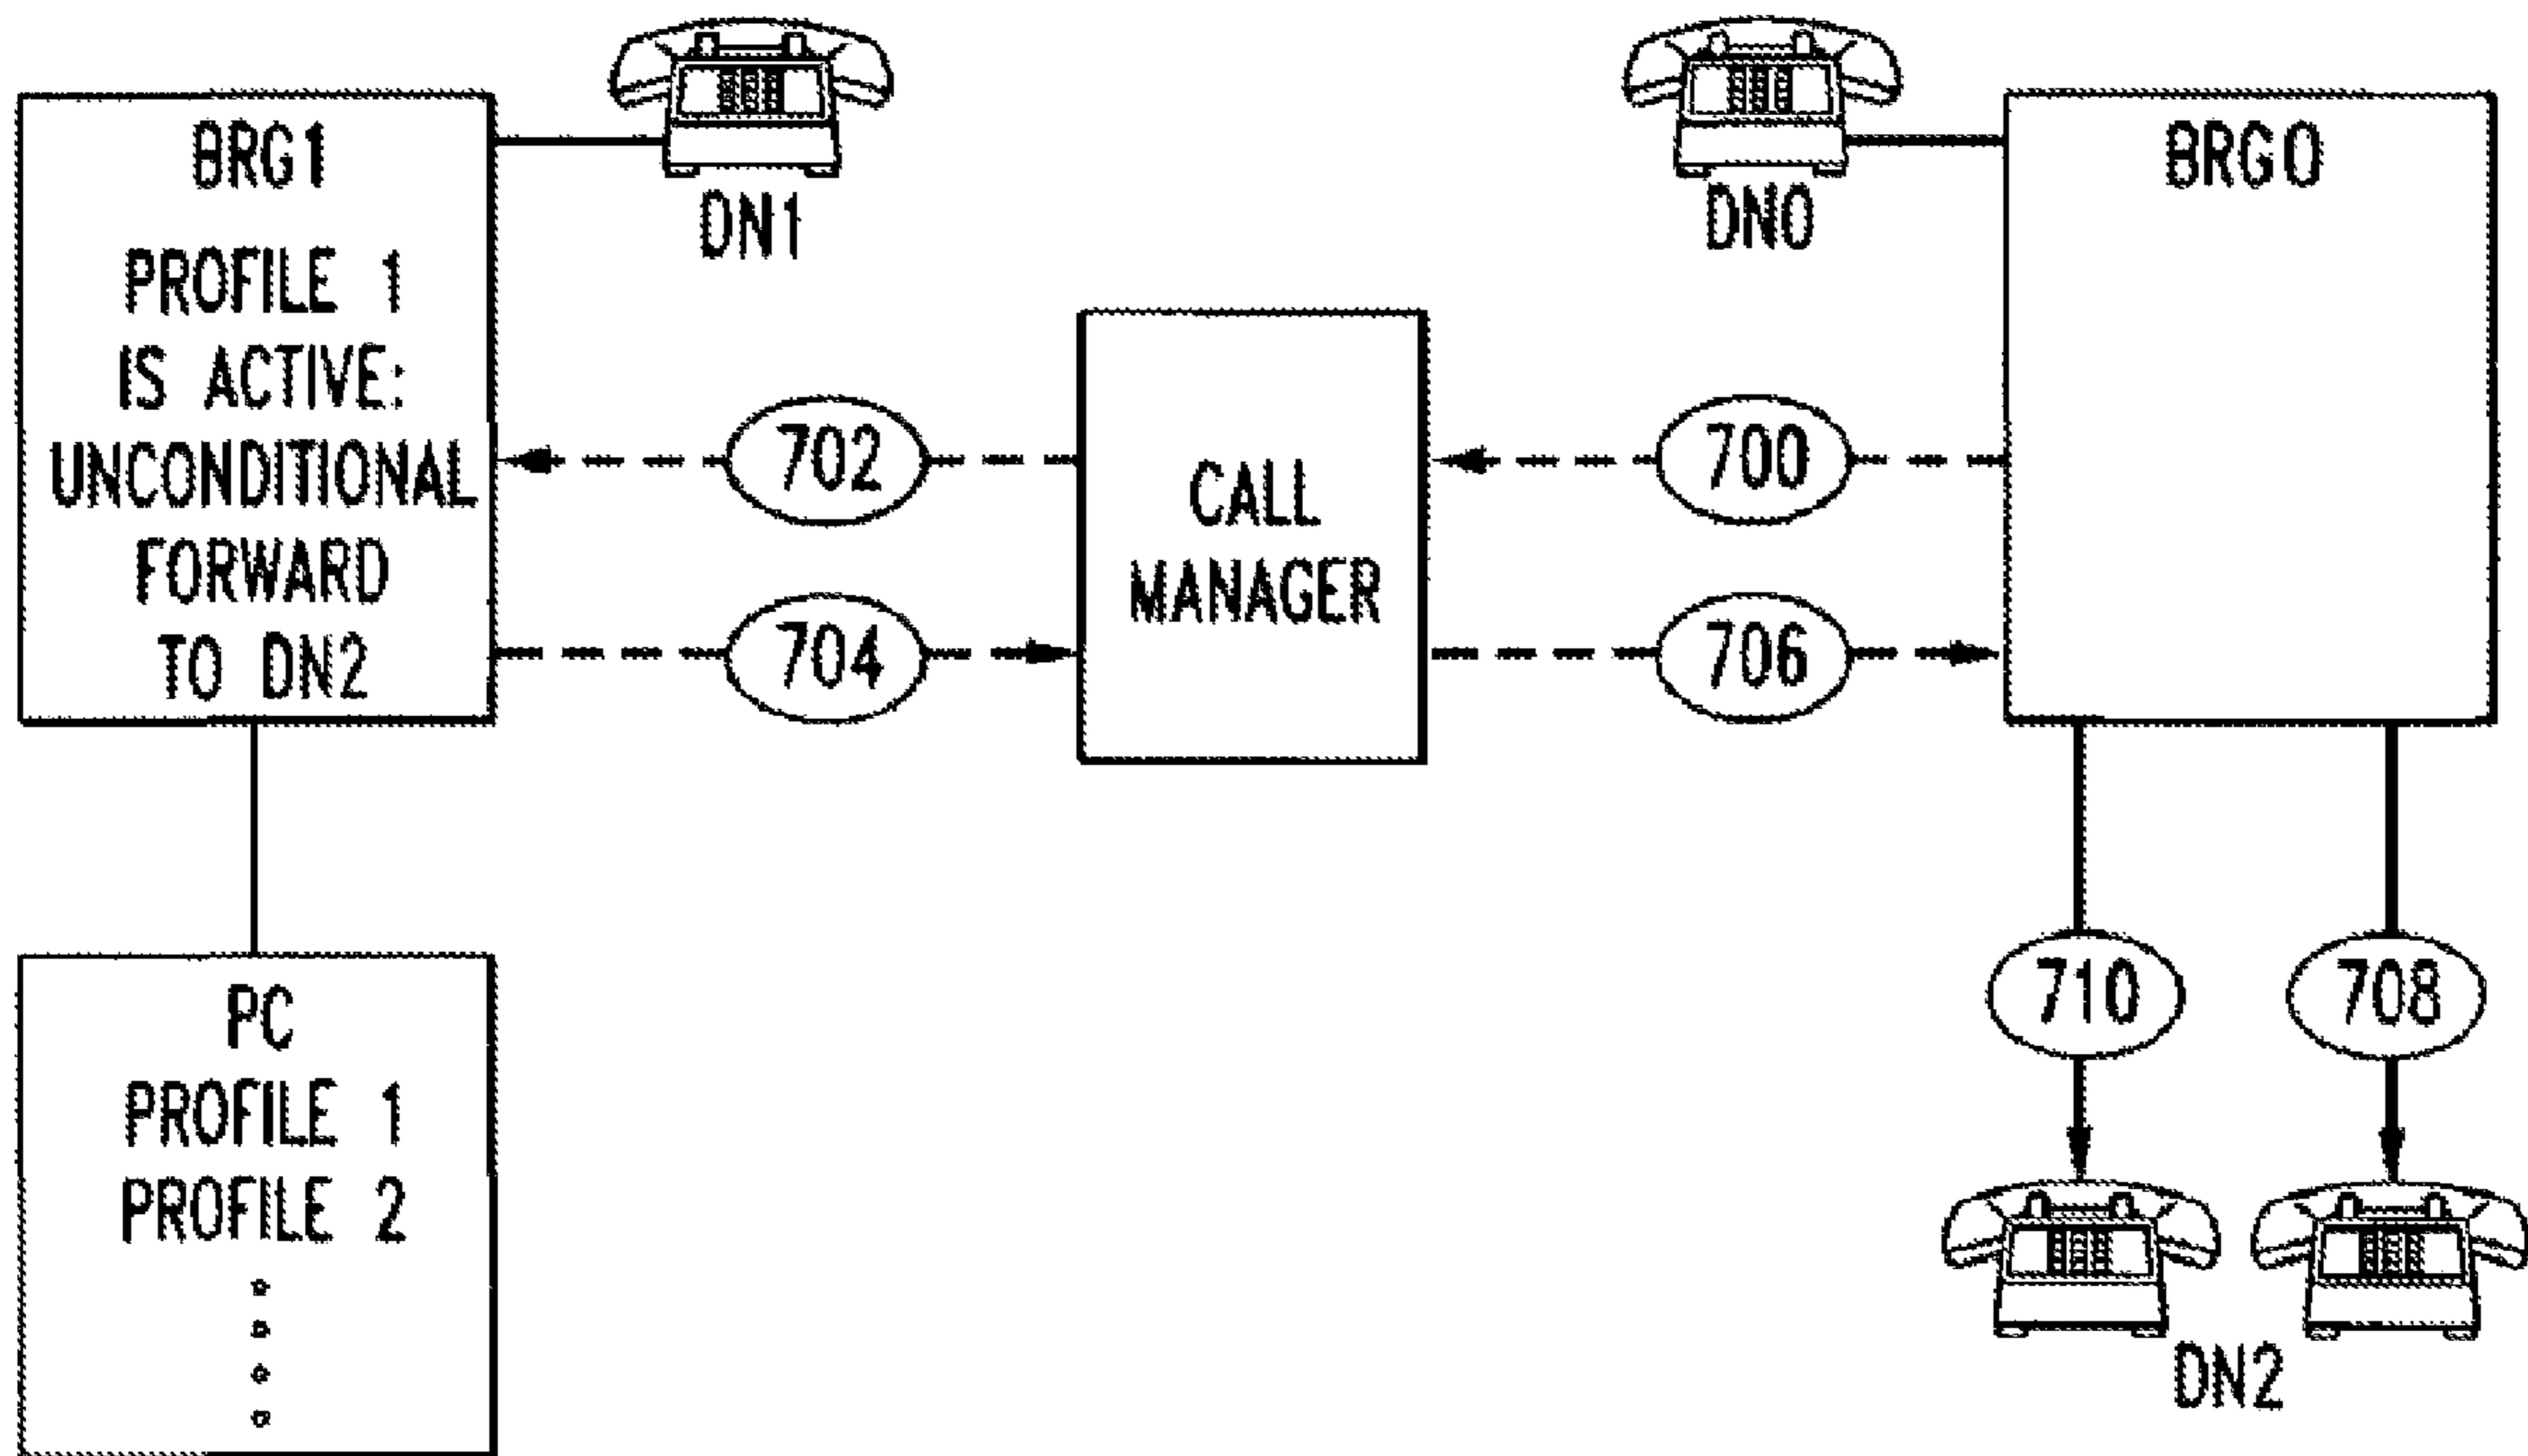 BRG1
PROFILE 1
IS ACTIVE:
UNCONDITIONAL
FORWARD
TO DN2
DN1
DN0
BRG0
702
700
CALL
MANAGER
704
706
PC
PROFILE 1
PROFILE 2
710
708
DN2